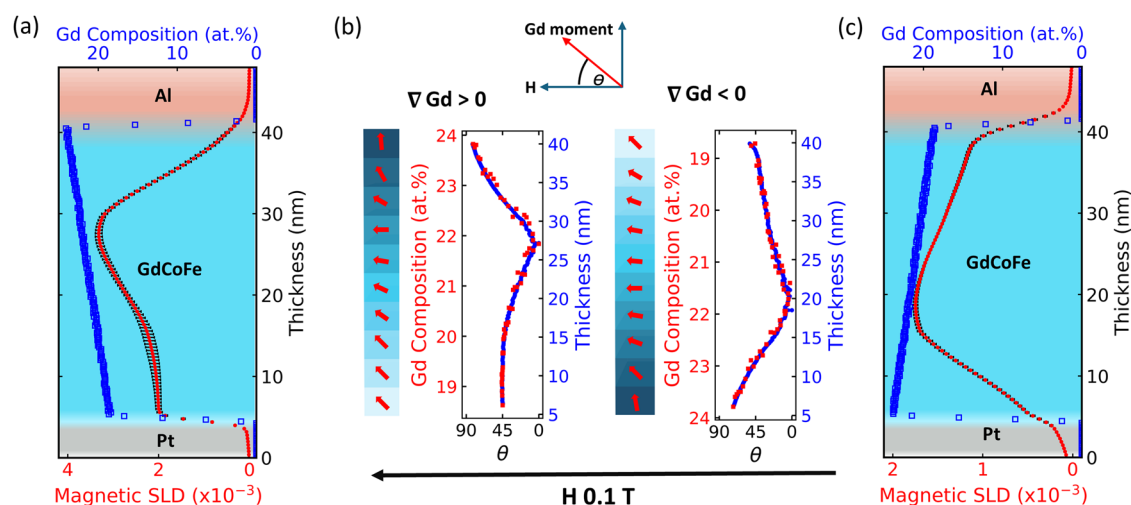 (a)
Gd Composition (at.%)
20 10 0
Al
GdCoFe
Pt
40
30
20
10
0
Thickness (nm)
4 2 0
Magnetic SLD (x10⁻³)
(b)
Gd moment
H
θ
∇ Gd > 0
24
23
22
21
20
19
Gd Composition (at.%)
40
35
30
25
20
15
10
5
Thickness (nm)
90 45 0
θ
∇ Gd < 0
19
20
21
22
23
24
Gd Composition (at.%)
40
35
30
25
20
15
10
5
Thickness (nm)
90 45 0
θ
H 0.1 T
(c)
Gd Composition (at.%)
20 10 0
Al
GdCoFe
Pt
40
30
20
10
0
Thickness (nm)
2 1 0
Magnetic SLD (x10⁻³)